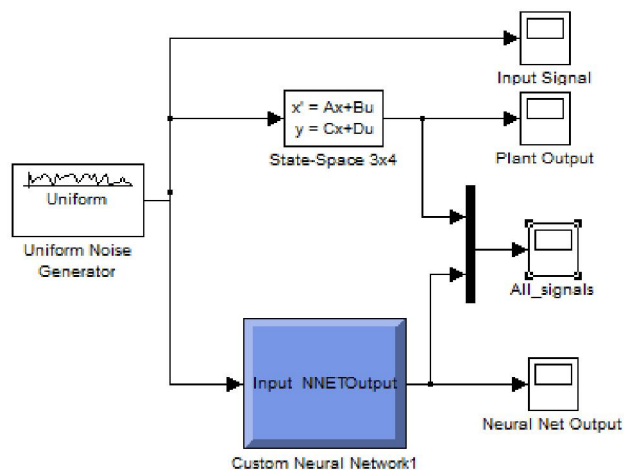 Input Signal
x' = Ax+Bu
y = Cx+Du
State-Space 3x4
Plant Output
Uniform
Uniform Noise
Generator
All_signals
Input NNETOutput
Neural Net Output
Custom Neural Network1